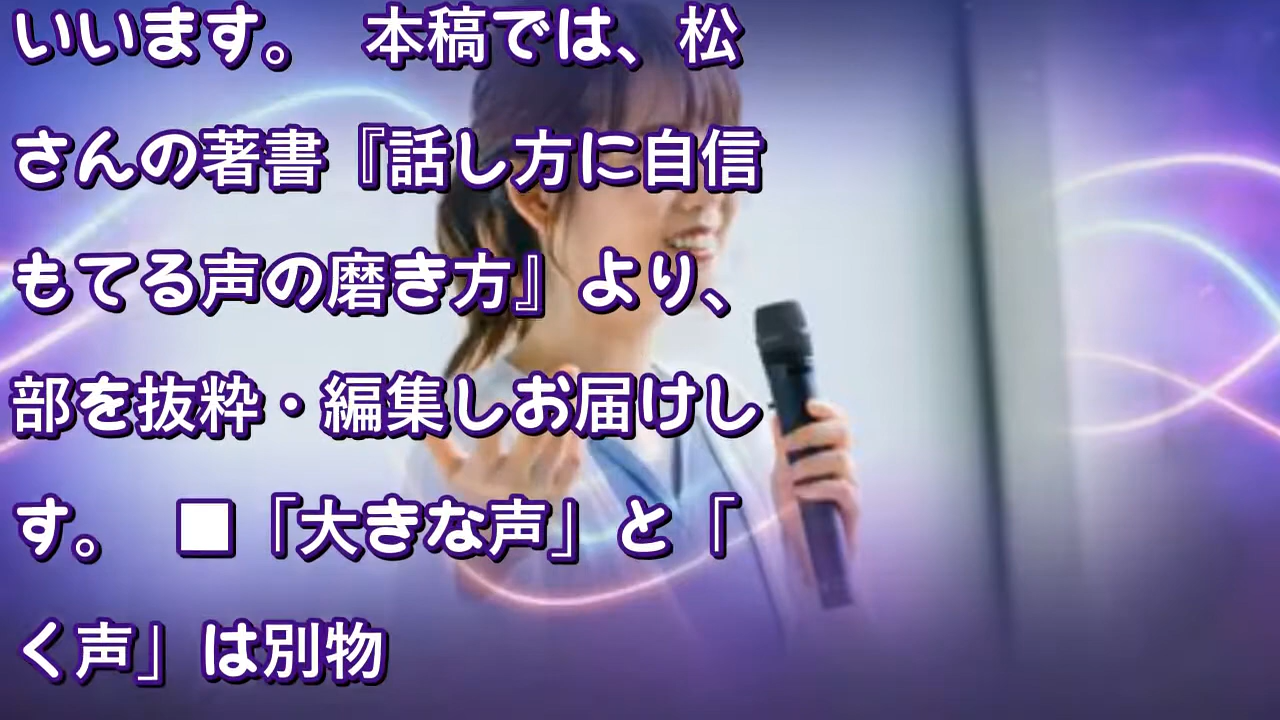 いいます。　本稿では、松
さんの著書『話し方に自信
もてる声の磨き方』より、
部を抜粋・編集しお届けし
す。　■「大きな声」と「
く声」は別物